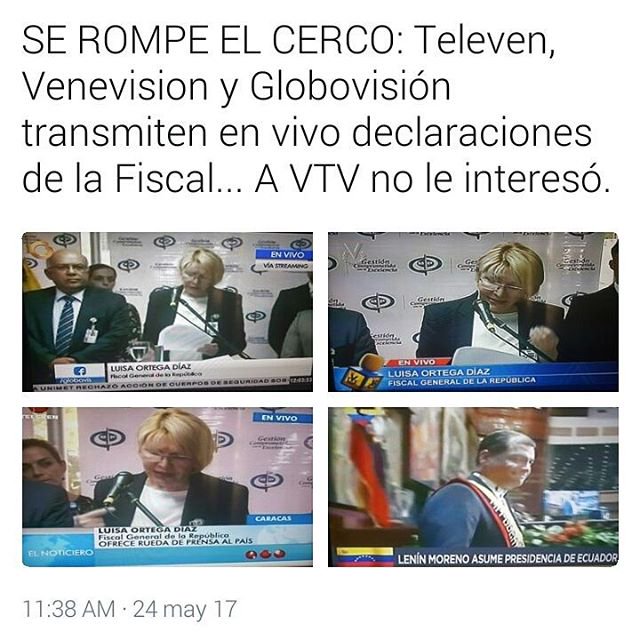 SE ROMPE EL CERCO: Televen,
Venevision y Globovisión
transmiten en vivo declaraciones
de la Fiscal... A VTV no le interesó.
EN VIVO
VÍA STREAMING
LUISA ORTEGA DÍAZ
Fiscal General de la República
/globovis
A UNIMET RECHAZÓ ACCIÓN DE CUERPOS DE SEGURIDAD SOB
Gestión
EN VIVO
LUISA ORTEGA DÍAZ
FISCAL GENERAL DE LA REPÚBLICA
TELEVEN
EN VIVO
Gestión
CARACAS
LUISA ORTEGA DÍAZ
Fiscal General de la República
OFRECE RUEDA DE PRENSA AL PAÍS
EL NOTICIERO
LENÍN MORENO ASUME PRESIDENCIA DE ECUADOR
11:38 AM · 24 may 17